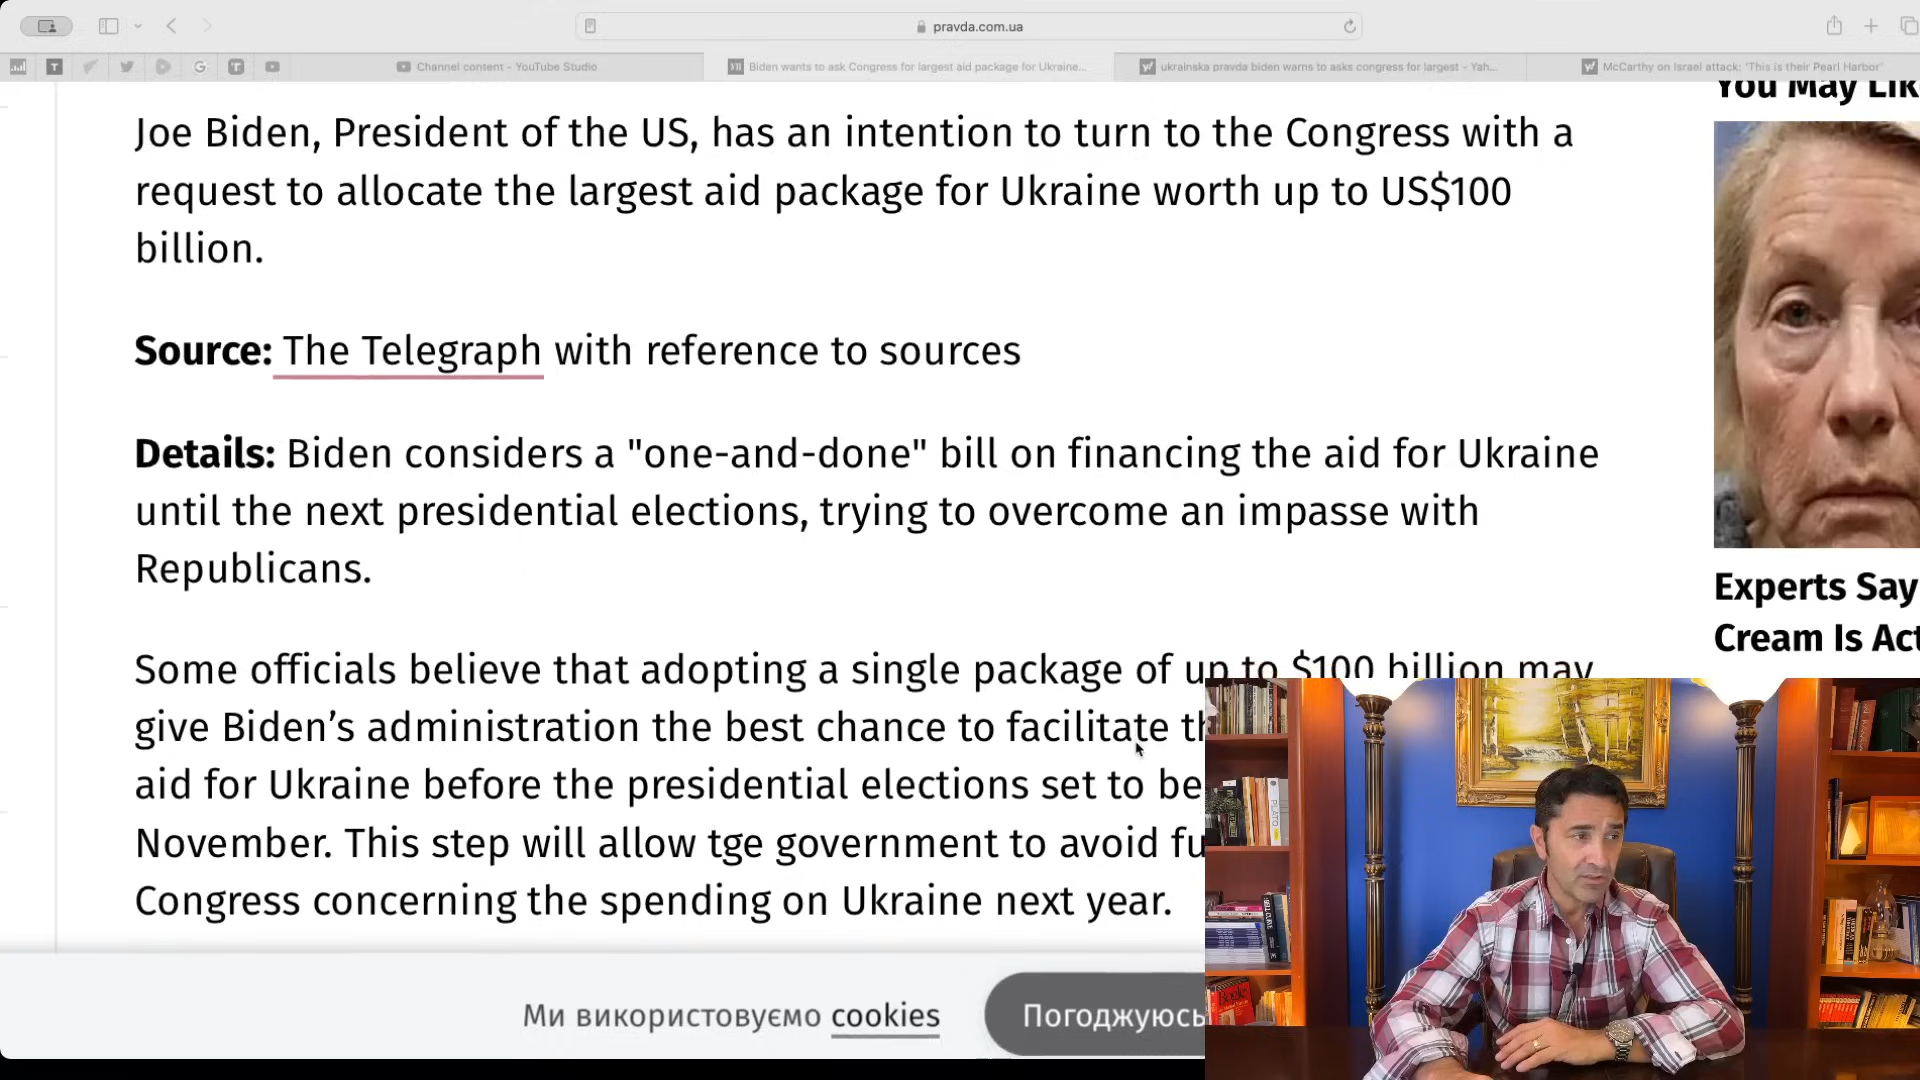 pravda.com.ua
Channel content - YouTube Studio
Biden wants to ask Congress for largest aid package for Ukraine...
ukrainska pravda biden warns to asks congress for largest - Yah...
McCarthy on Israel attack: 'This is their Pearl Harbor'
You May Lik
Joe Biden, President of the US, has an intention to turn to the Congress with a
request to allocate the largest aid package for Ukraine worth up to US$100
billion.
Source: The Telegraph with reference to sources
Details: Biden considers a "one-and-done" bill on financing the aid for Ukraine
until the next presidential elections, trying to overcome an impasse with
Republicans.
Experts Say
Cream Is Act
Some officials believe that adopting a single package of up to $100 billion may
give Biden’s administration the best chance to facilitate th
aid for Ukraine before the presidential elections set to be
November. This step will allow tge government to avoid fu
Congress concerning the spending on Ukraine next year.
Ми використовуємо cookies
Погоджуюсь
PLATO
Bogle